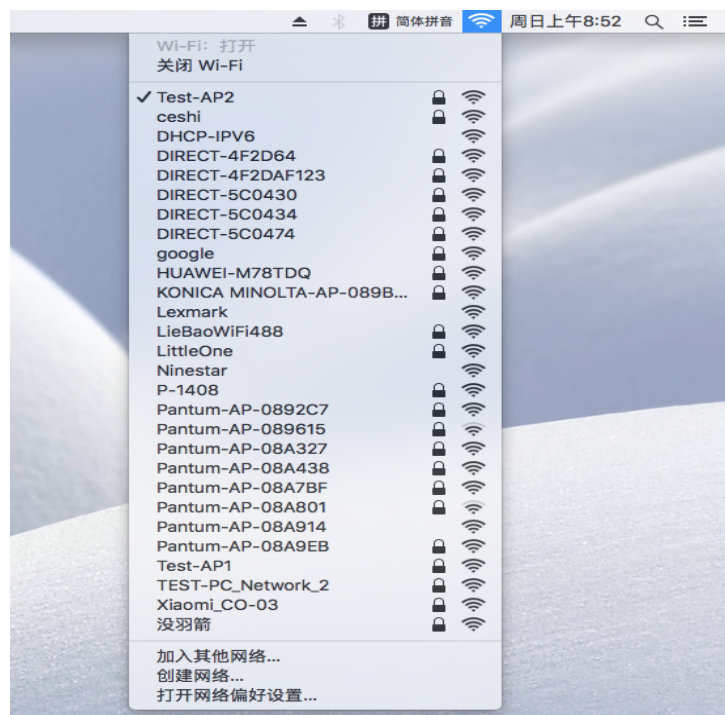 拼 简体拼音 周日上午8:52
Wi-Fi：打开
关闭 Wi-Fi
Test-AP2
ceshi
DHCP-IPV6
DIRECT-4F2D64
DIRECT-4F2DAF123
DIRECT-5C0430
DIRECT-5C0434
DIRECT-5C0474
google
HUAWEI-M78TDQ
KONICA MINOLTA-AP-089B...
Lexmark
LieBaoWiFi488
LittleOne
Ninestar
P-1408
Pantum-AP-0892C7
Pantum-AP-089615
Pantum-AP-08A327
Pantum-AP-08A438
Pantum-AP-08A7BF
Pantum-AP-08A801
Pantum-AP-08A914
Pantum-AP-08A9EB
Test-AP1
TEST-PC_Network_2
Xiaomi_CO-03
没羽箭
加入其他网络...
创建网络...
打开网络偏好设置...